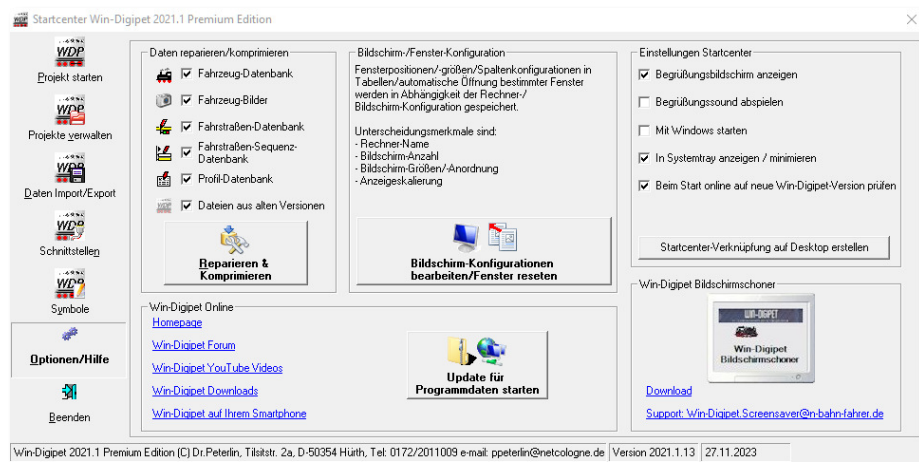 Startcenter Win-Digipet 2021.1 Premium Edition
WDP
Projekt starten
WDP
Projekte verwalten
WDP
Daten Import/Export
WDP
Schnittstellen
WDP
Symbole
Optionen/Hilfe
Beenden
Daten reparieren/komprimieren
Fahrzeug-Datenbank
Fahrzeug-Bilder
Fahrstraßen-Datenbank
Fahrstraßen-Sequenz-
Datenbank
Profil-Datenbank
Dateien aus alten Versionen
Reparieren &
Komprimieren
Bildschirm-/Fenster-Konfiguration
Fensterpositionen/-größen/Spaltenkonfigurationen in
Tabellen/automatische Öffnung bestimmter Fenster
werden in Abhängigkeit der Rechner-/
Bildschirm-Konfiguration gespeichert.
Unterscheidungsmerkmale sind:
- Rechner-Name
- Bildschirm-Anzahl
- Bildschirm-Größen/-Anordnung
- Anzeigeskalierung
Bildschirm-Konfigurationen
bearbeiten/Fenster reseten
Einstellungen Startcenter
Begrüßungsbildschirm anzeigen
Begrüßungssound abspielen
Mit Windows starten
In Systemtray anzeigen / minimieren
Beim Start online auf neue Win-Digipet-Version prüfen
Startcenter-Verknüpfung auf Desktop erstellen
Win-Digipet Online
Homepage
Win-Digipet Forum
Win-Digipet YouTube Videos
Win-Digipet Downloads
Win-Digipet auf Ihrem Smartphone
Update für
Programmdaten starten
Win-Digipet Bildschirmschoner
WIN-DIGIPET
Win-Digipet
Bildschirmschoner
Download
Support: Win-Digipet.Screensaver@n-bahn-fahrer.de
Win-Digipet 2021.1 Premium Edition (C) Dr.Peterlin, Tilsitstr. 2a, D-50354 Hürth, Tel: 0172/2011009 e-mail: ppeterlin@netcologne.de
Version 2021.1.13
27.11.2023